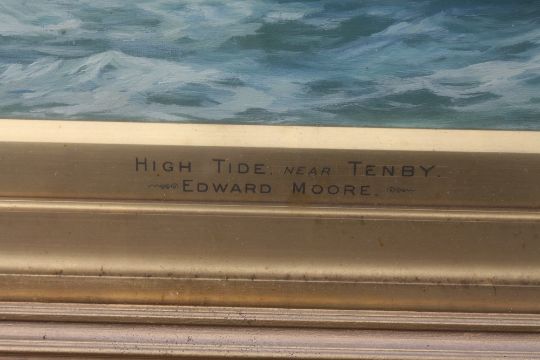 HIGH TIDE. NEAR TENBY.
EDWARD MOORE.